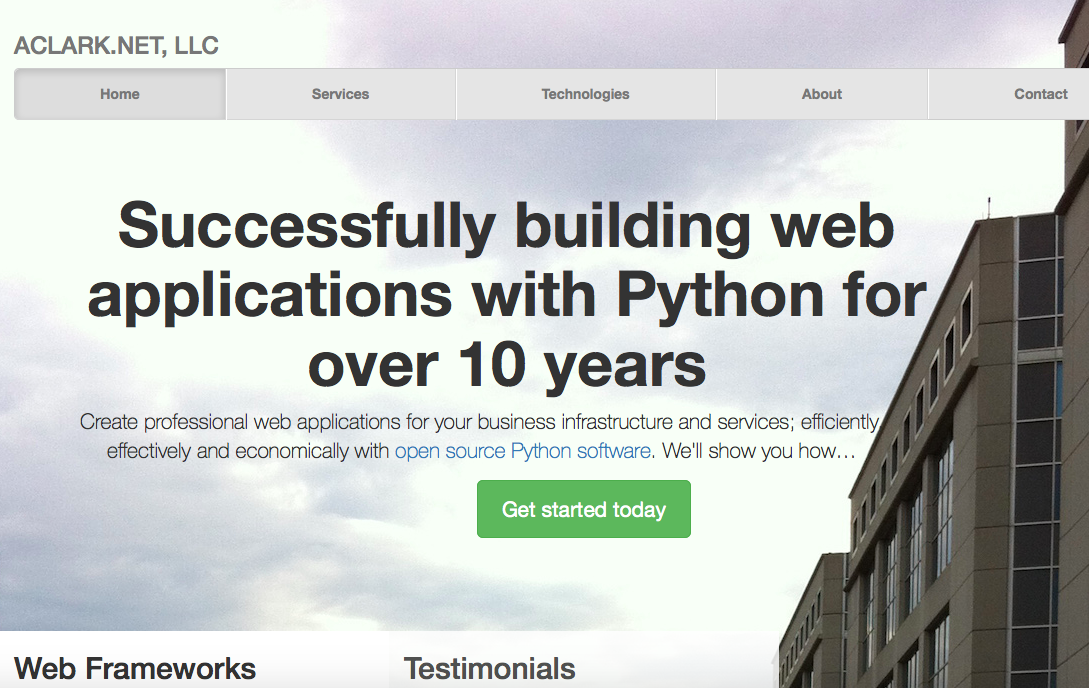 ACLARK.NET, LLC
Home Services Technologies About Contact
Successfully building web
applications with Python for
over 10 years
Create professional web applications for your business infrastructure and services; efficiently,
effectively and economically with open source Python software. We'll show you how…
Get started today
Web Frameworks Testimonials